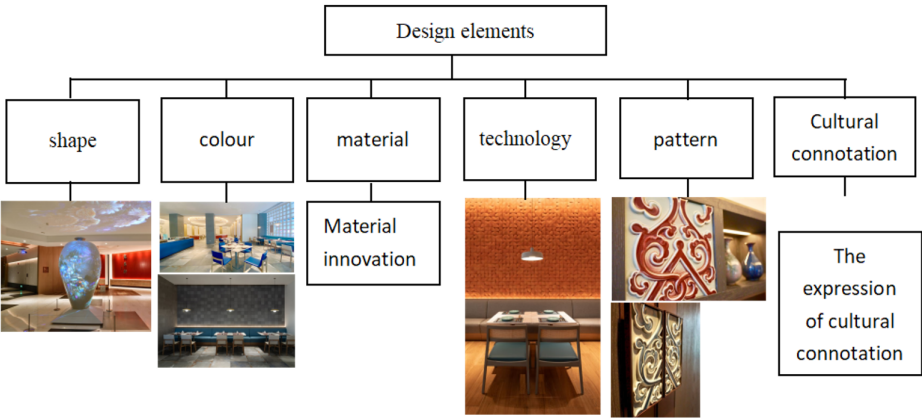 Design elements
shape
colour
material
technology
pattern
Cultural
connotation
Material
innovation
The
expression
of cultural
connotation